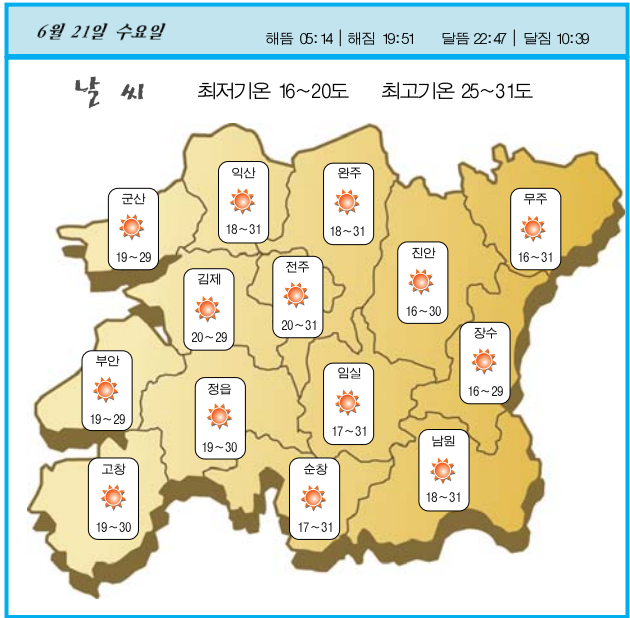 6월 21일 수요일
해뜸 05:14 | 해짐 19:51 달뜸 22:47 | 달짐 10:39
날씨 최저기온 16~20도 최고기온 25~31도
익산
18~31
완주
18~31
군산
19~29
무주
16~31
진안
16~30
전주
20~31
김제
20~29
장수
16~29
부안
19~29
임실
17~31
정읍
19~30
남원
18~31
고창
19~30
순창
17~31